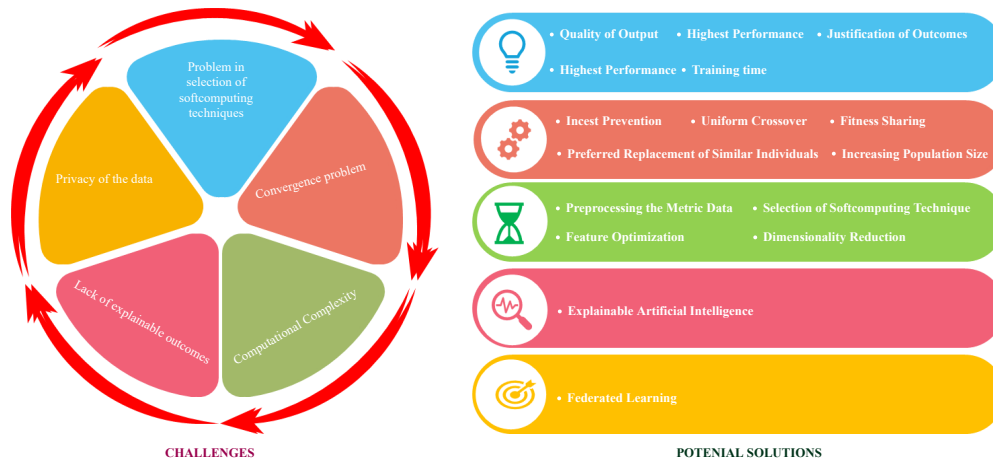 Problem in
selection of
softcomputing
techniques
Convergence problem
Computational Complexity
Lack of explainable outcomes
Privacy of the data
CHALLENGES
• Quality of Output • Highest Performance • Justification of Outcomes
• Highest Performance • Training time
• Incest Prevention • Uniform Crossover • Fitness Sharing
• Preferred Replacement of Similar Individuals • Increasing Population Size
• Preprocessing the Metric Data • Selection of Softcomputing Technique
• Feature Optimization • Dimensionality Reduction
• Explainable Artificial Intelligence
• Federated Learning
POTENIAL SOLUTIONS